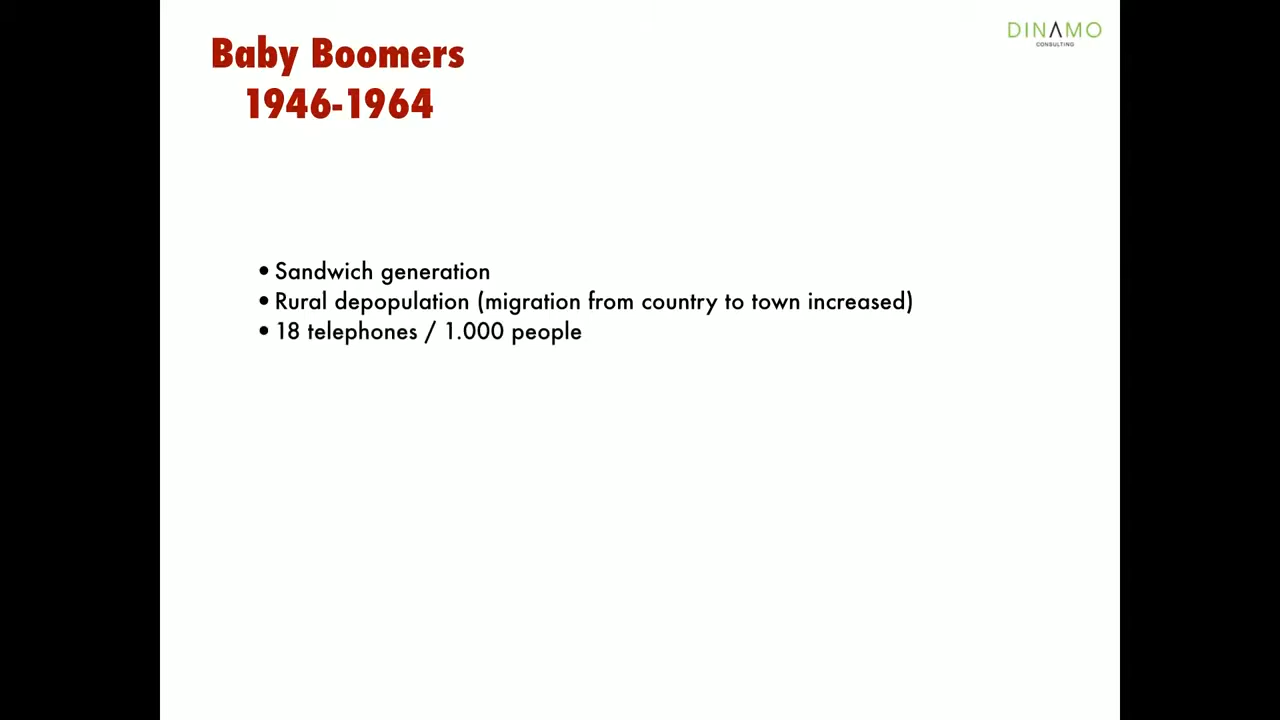 DINAMO
CONSULTING
Baby Boomers
1946-1964
• Sandwich generation
• Rural depopulation (migration from country to town increased)
• 18 telephones / 1.000 people